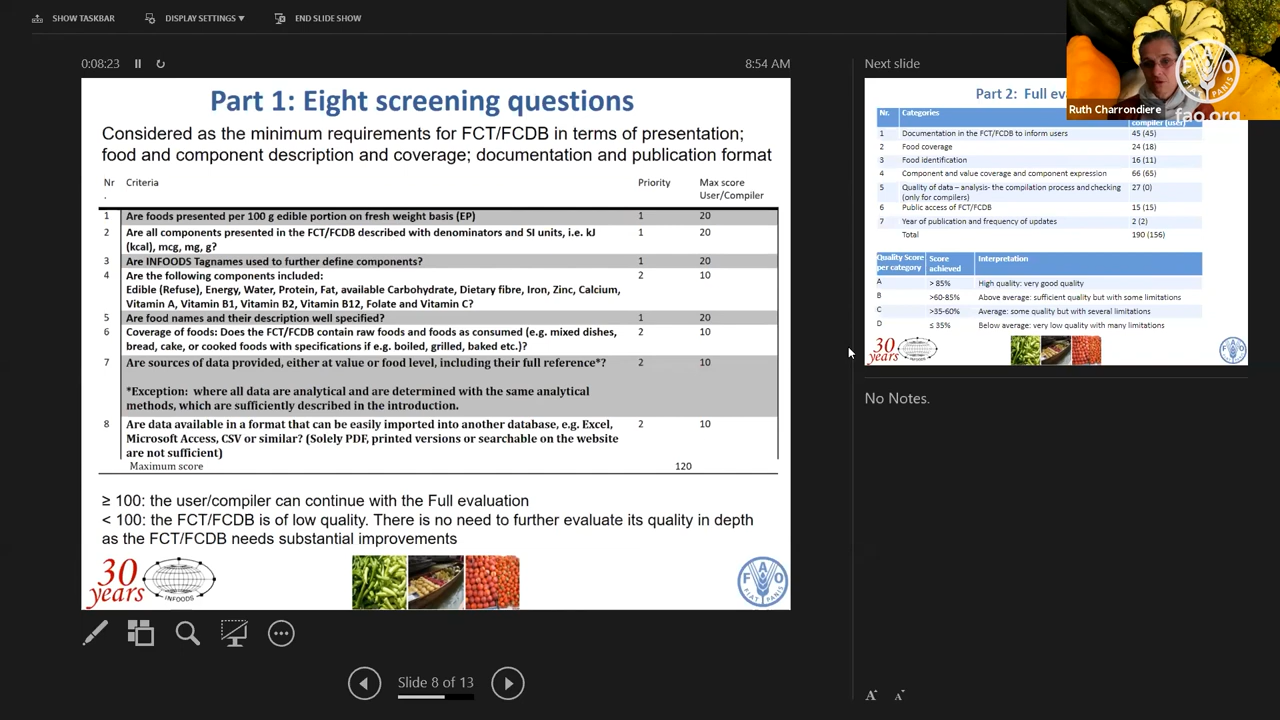 SHOW TASKBAR
DISPLAY SETTINGS ▼
END SLIDE SHOW
0:08:23
8:54 AM
Part 1: Eight screening questions
Considered as the minimum requirements for FCT/FCDB in terms of presentation;
food and component description and coverage; documentation and publication format
Nr Criteria Priority Max score
. User/Compiler
1 Are foods presented per 100 g edible portion on fresh weight basis (EP) 1 20
2 Are all components presented in the FCT/FCDB described with denominators and SI units, i.e. kJ 1 20
(kcal), mcg, mg, g?
3 Are INFOODS Tagnames used to further define components? 1 20
4 Are the following components included: 2 10
Edible (Refuse), Energy, Water, Protein, Fat, available Carbohydrate, Dietary fibre, Iron, Zinc, Calcium,
Vitamin A, Vitamin B1, Vitamin B2, Vitamin B12, Folate and Vitamin C?
5 Are food names and their description well specified? 1 20
6 Coverage of foods: Does the FCT/FCDB contain raw foods and foods as consumed (e.g. mixed dishes, 2 10
bread, cake, or cooked foods with specifications if e.g. boiled, grilled, baked etc.)?
7 Are sources of data provided, either at value or food level, including their full reference*? 2 10
*Exception: where all data are analytical and are determined with the same analytical
methods, which are sufficiently described in the introduction.
8 Are data available in a format that can be easily imported into another database, e.g. Excel, 2 10
Microsoft Access, CSV or similar? (Solely PDF, printed versions or searchable on the website
are not sufficient)
Maximum score 120
≥ 100: the user/compiler can continue with the Full evaluation
< 100: the FCT/FCDB is of low quality. There is no need to further evaluate its quality in depth
as the FCT/FCDB needs substantial improvements
30
years
INFOODS
FAO
FIAT PANIS
Slide 8 of 13
Next slide
Ruth Charrondiere
FAO
FIAT PANIS
fao.org
Part 2: Full eva
Nr. Categories
compiler (user)
1 Documentation in the FCT/FCDB to inform users 45 (45)
2 Food coverage 24 (18)
3 Food identification 16 (11)
4 Component and value coverage and component expression 66 (65)
5 Quality of data – analysis- the compilation process and checking 27 (0)
(only for compilers)
6 Public access of FCT/FCDB 15 (15)
7 Year of publication and frequency of updates 2 (2)
Total 190 (156)
Quality Score Score Interpretation
per category achieved
A > 85% High quality: very good quality
B >60-85% Above average: sufficient quality but with some limitations
C >35-60% Average: some quality but with several limitations
D ≤ 35% Below average: very low quality with many limitations
30
years
No Notes.
A A